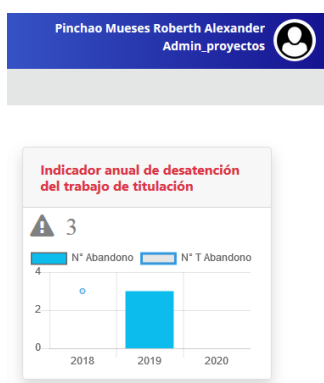 Pinchao Mueses Roberth Alexander
Admin_proyectos
Indicador anual de desatención
del trabajo de titulación
3
N° Abandono N° T Abandono
4
2
0
2018 2019 2020